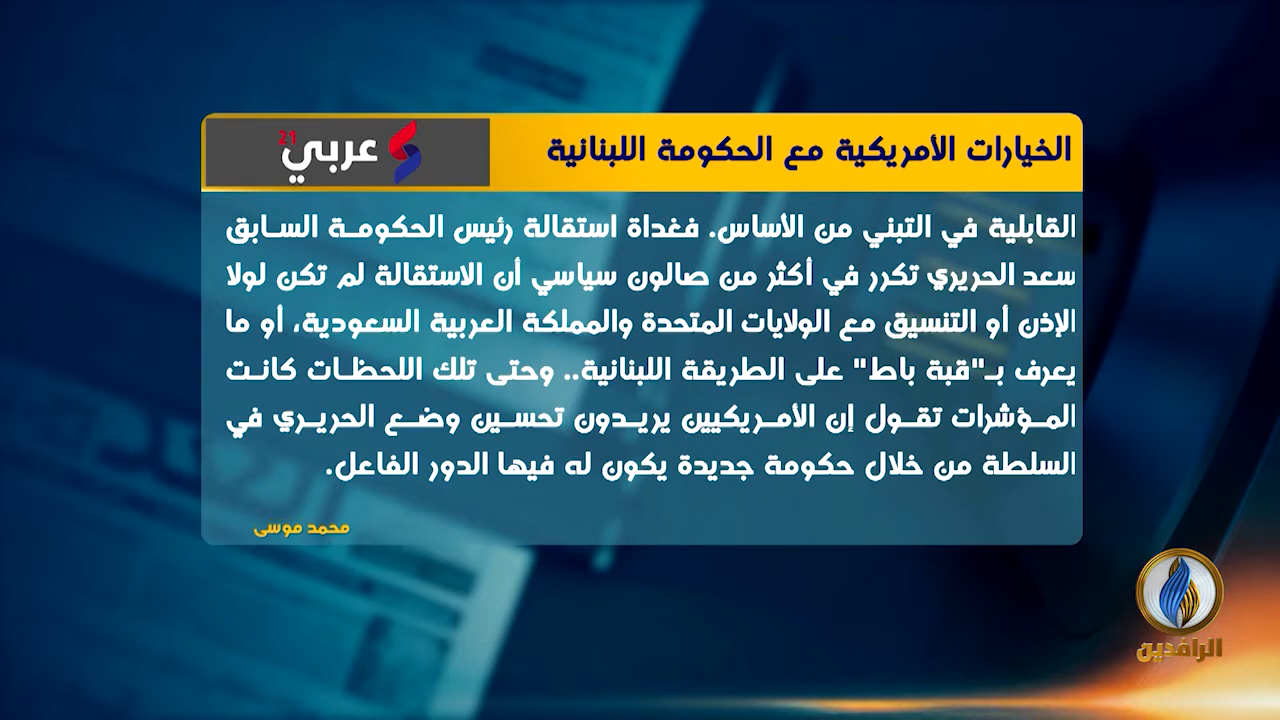 الخيارات الأمريكية مع الحكومة اللبنانية
عربي 21
القابلية في التبني من الأساس. فغداة استقالة رئيس الحكومة السابق
سعد الحريري تكرر في أكثر من صالون سياسي أن الاستقالة لم تكن لولا
الإذن أو التنسيق مع الولايات المتحدة والمملكة العربية السعودية، أو ما
يعرف بـ"قبة باط" على الطريقة اللبنانية.. وحتى تلك اللحظات كانت
المؤشرات تقول إن الأمريكيين يريدون تحسين وضع الحريري في
السلطة من خلال حكومة جديدة يكون له فيها الدور الفاعل.
محمد موسى
الرافدين